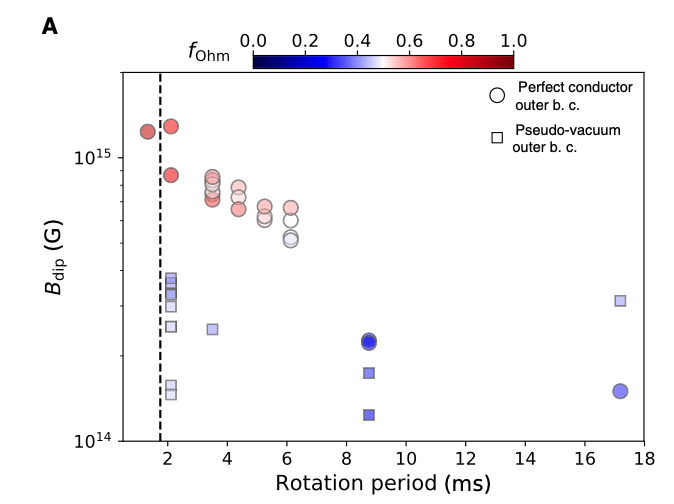 A
f_Ohm 0.0 0.2 0.4 0.6 0.8 1.0
Perfect conductor
outer b. c.
Pseudo-vacuum
outer b. c.
10^15
B_dip (G)
10^14
2 4 6 8 10 12 14 16 18
Rotation period (ms)